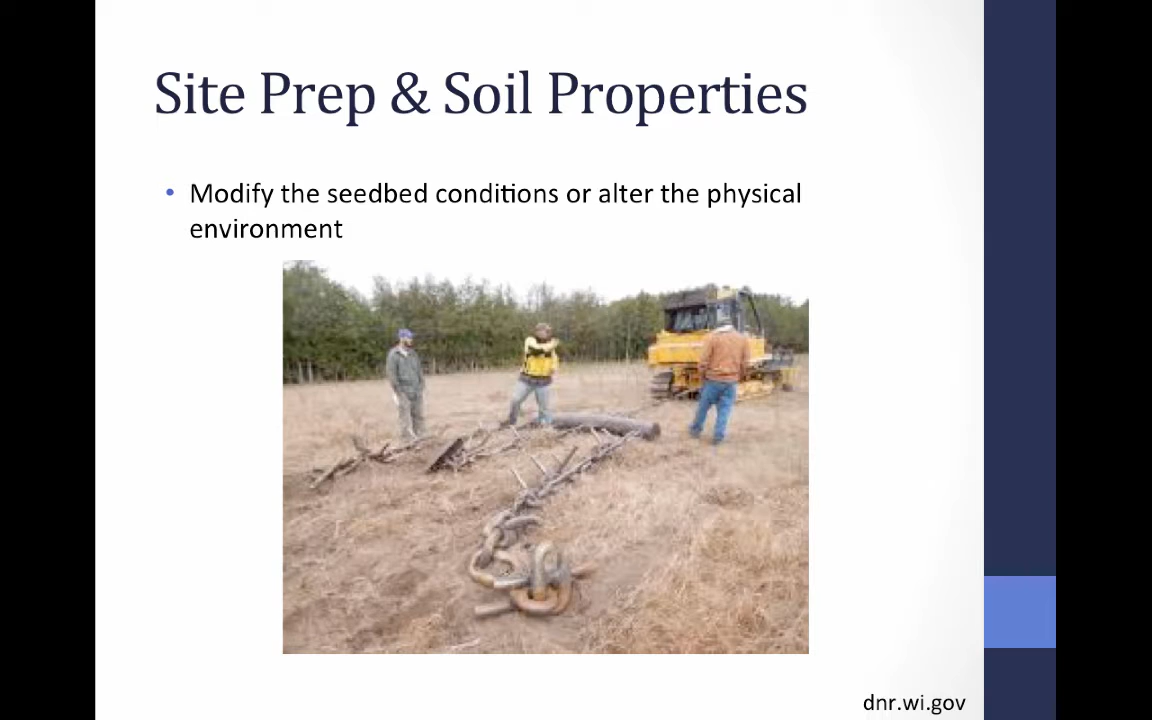 Site Prep & Soil Properties
• Modify the seedbed conditions or alter the physical
environment
dnr.wi.gov